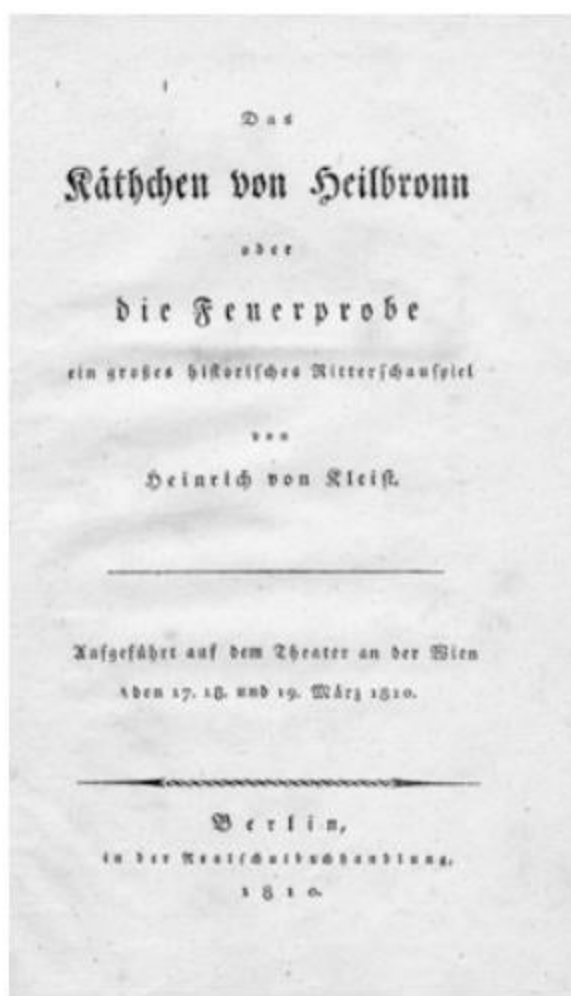 Das
Käthchen von Heilbronn
oder
die Feuerprobe
ein großes historisches Ritterschauspiel
von
Heinrich von Kleist.
Aufgeführt auf dem Theater an der Wien
den 17. 18. und 19. März 1810.
Berlin,
in der Realschulbuchhandlung,
1810.